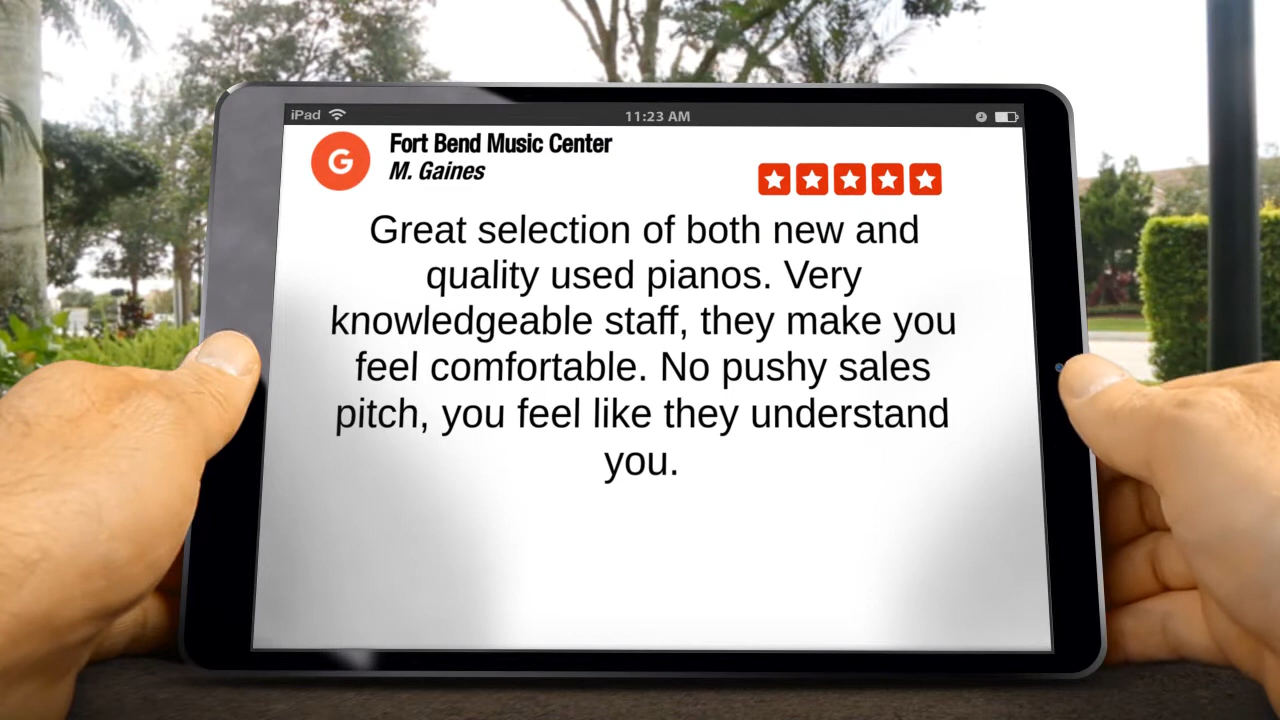 iPad
11:23 AM
G
Fort Bend Music Center
M. Gaines
Great selection of both new and
quality used pianos. Very
knowledgeable staff, they make you
feel comfortable. No pushy sales
pitch, you feel like they understand
you.